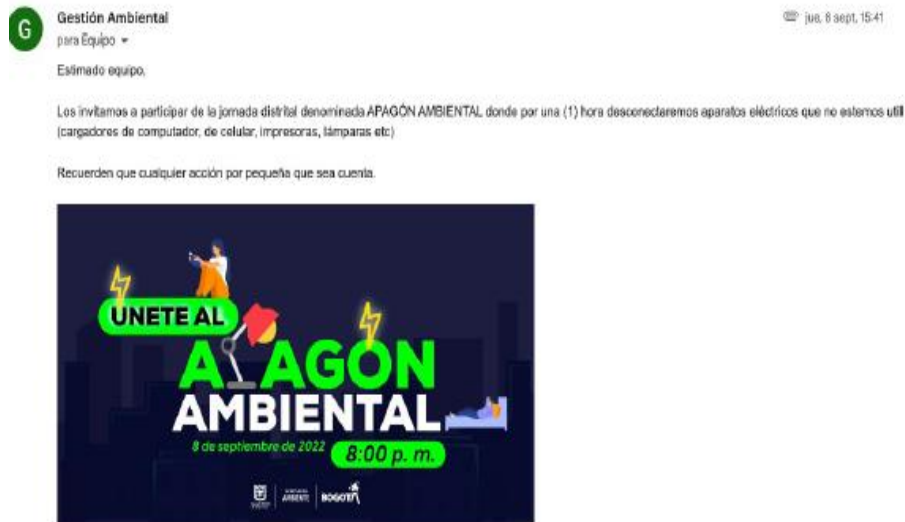 G
Gestión Ambiental
jue, 8 sept, 15:41
para Equipo
Estimado equipo,
Los invitamos a participar de la jornada distrital denominada APAGÓN AMBIENTAL donde por una (1) hora desconectaremos aparatos eléctricos que no estemos util
(cargadores de computador, de celular, impresoras, lámparas etc)
Recuerden que cualquier acción por pequeña que sea cuenta.
UNETE AL
APAGÓN
AMBIENTAL
8 de septiembre de 2022
8:00 p. m.
AMBIENTE
BOGOTÁ